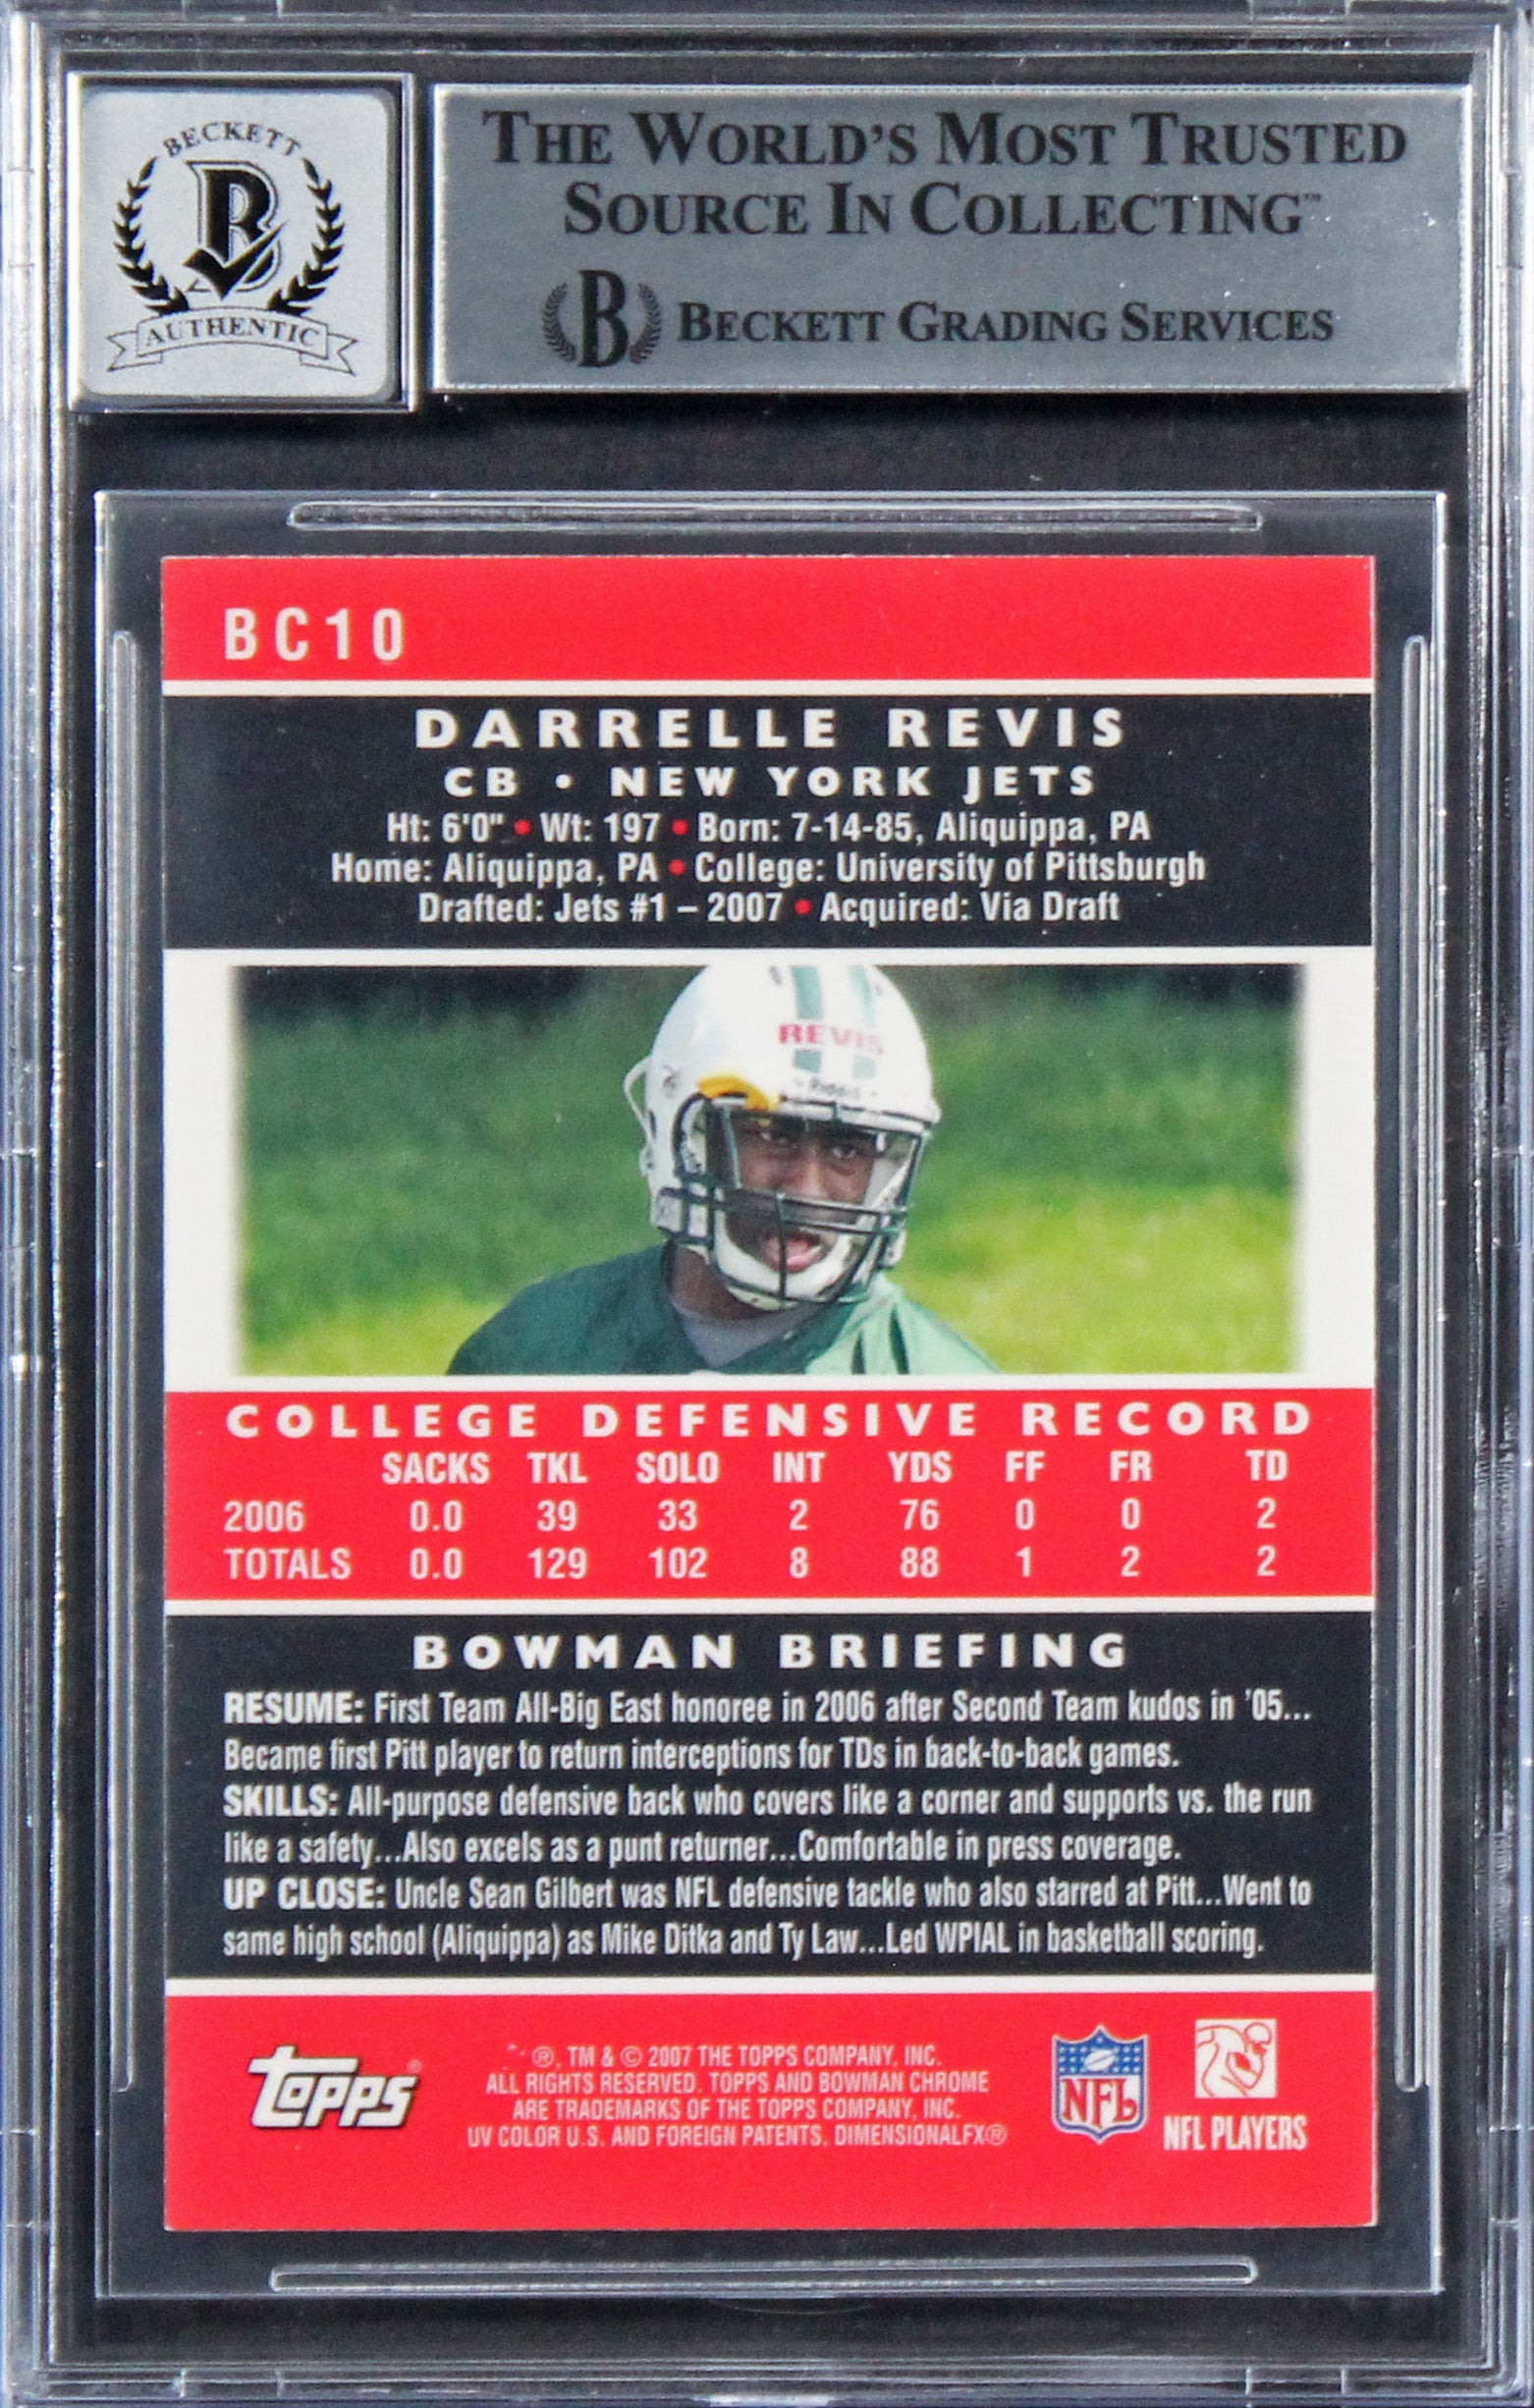 BECKETT
B
AUTHENTIC
THE WORLD'S MOST TRUSTED
SOURCE IN COLLECTING™
B BECKETT GRADING SERVICES
BC10
DARRELLE REVIS
CB • NEW YORK JETS
Ht: 6'0" • Wt: 197 • Born: 7-14-85, Aliquippa, PA
Home: Aliquippa, PA • College: University of Pittsburgh
Drafted: Jets #1 – 2007 • Acquired: Via Draft
REVIS
Riddell
COLLEGE DEFENSIVE RECORD
SACKS TKL SOLO INT YDS FF FR TD
2006 0.0 39 33 2 76 0 0 2
TOTALS 0.0 129 102 8 88 1 2 2
BOWMAN BRIEFING
RESUME: First Team All-Big East honoree in 2006 after Second Team kudos in '05...
Became first Pitt player to return interceptions for TDs in back-to-back games.
SKILLS: All-purpose defensive back who covers like a corner and supports vs. the run
like a safety...Also excels as a punt returner...Comfortable in press coverage.
UP CLOSE: Uncle Sean Gilbert was NFL defensive tackle who also starred at Pitt...Went to
same high school (Aliquippa) as Mike Ditka and Ty Law...Led WPIAL in basketball scoring.
Topps®
®, TM & © 2007 THE TOPPS COMPANY, INC.
ALL RIGHTS RESERVED. TOPPS AND BOWMAN CHROME
ARE TRADEMARKS OF THE TOPPS COMPANY, INC.
UV COLOR U.S. AND FOREIGN PATENTS, DIMENSIONALFX®
NFL
NFL PLAYERS